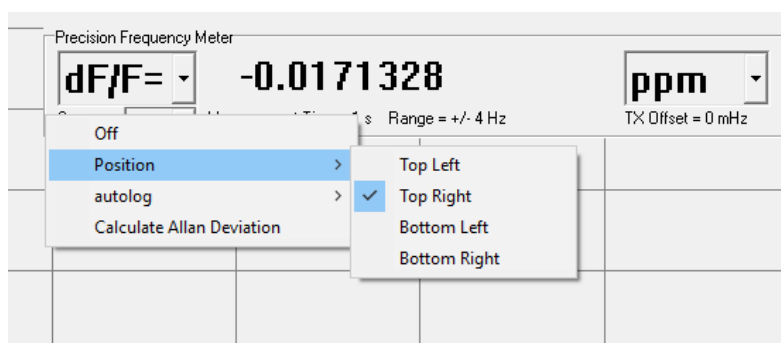 Precision Frequency Meter
dF/F= -0.0171328 ppm
s Range = +/- 4 Hz TX Offset = 0 mHz
Off
Position > Top Left
autolog > ✓ Top Right
Calculate Allan Deviation Bottom Left
Bottom Right